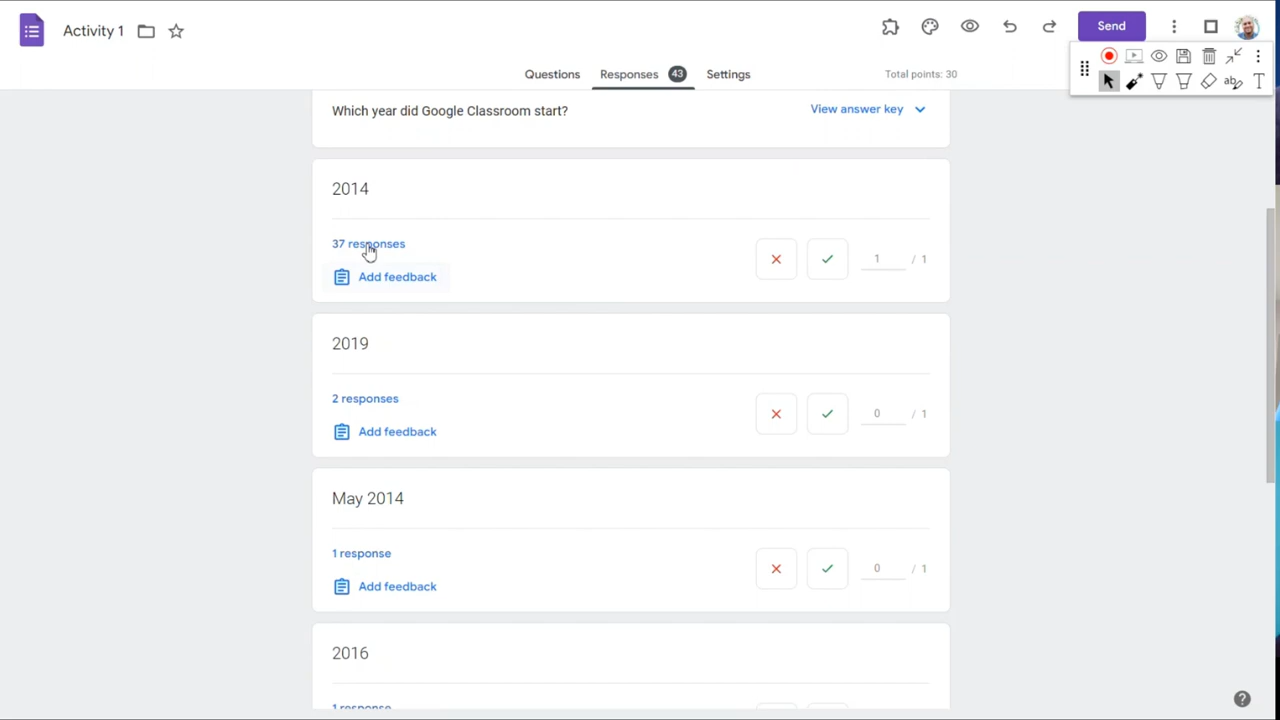 Activity 1
Send
Questions
Responses 43
Settings
Total points: 30
Which year did Google Classroom start?
View answer key
2014
37 responses
Add feedback
1 / 1
2019
2 responses
Add feedback
0 / 1
May 2014
1 response
Add feedback
0 / 1
2016
1 response